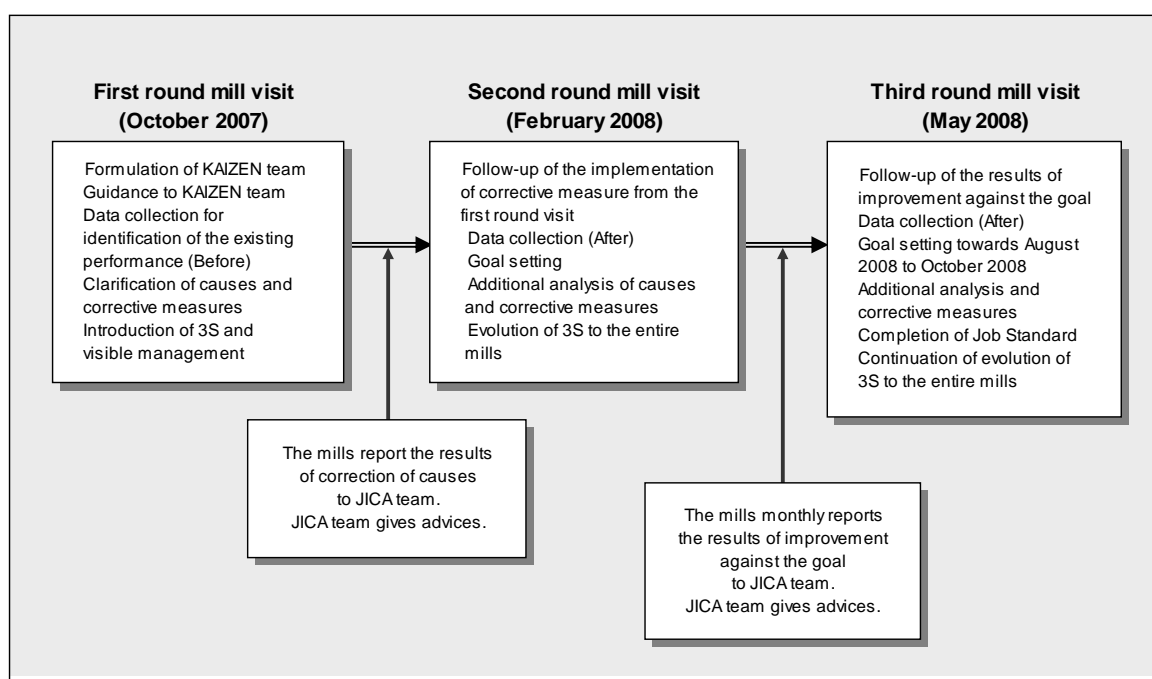 First round mill visit
(October 2007)
Formulation of KAIZEN team
Guidance to KAIZEN team
Data collection for
identification of the existing
performance (Before)
Clarification of causes and
corrective measures
Introduction of 3S and
visible management
Second round mill visit
(February 2008)
Follow-up of the implementation
of corrective measure from the
first round visit
Data collection (After)
Goal setting
Additional analysis of causes
and corrective measures
Evolution of 3S to the entire
mills
Third round mill visit
(May 2008)
Follow-up of the results of
improvement against the goal
Data collection (After)
Goal setting towards August
2008 to October 2008
Additional analysis and
corrective measures
Completion of Job Standard
Continuation of evolution of
3S to the entire mills
The mills report the results
of correction of causes
to JICA team.
JICA team gives advices.
The mills monthly reports
the results of improvement
against the goal
to JICA team.
JICA team gives advices.